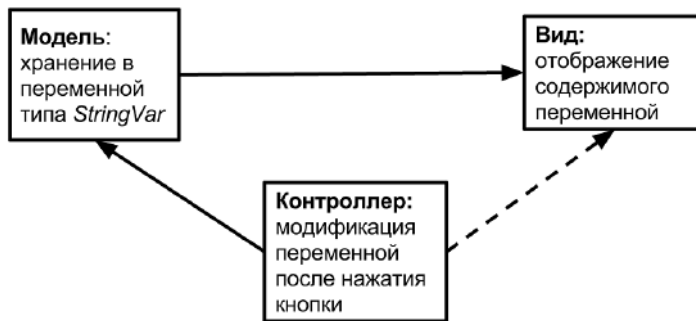 Модель:
хранение в
переменной
типа StringVar
Вид:
отображение
содержимого
переменной
Контроллер:
модификация
переменной
после нажатия
кнопки